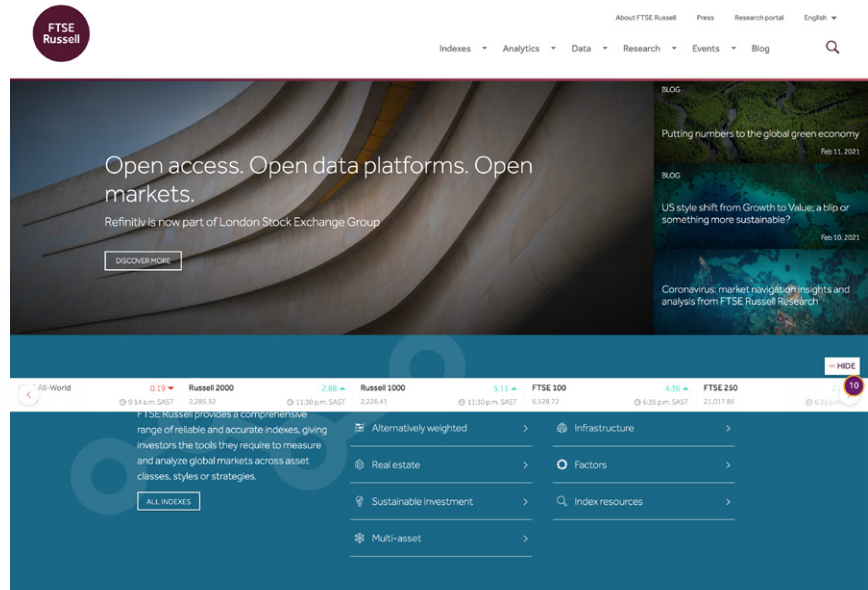 FTSE
Russell
About FTSE Russell Press Research portal English
Indexes Analytics Data Research Events Blog
Open access. Open data platforms. Open
markets.
Refinitiv is now part of London Stock Exchange Group
DISCOVER MORE
BLOG
Putting numbers to the global green economy
Feb 11, 2021
BLOG
US style shift from Growth to Value; a blip or
something more sustainable?
Feb 10, 2021
Coronavirus: market navigation insights and
analysis from FTSE Russell Research
HIDE
All-World 0.19 Russell 2000 2.88 Russell 1000 5.11 FTSE 100 4.36 FTSE 250
10
9:14 a.m. SAST 2,285.32 11:30 p.m. SAST 2,226.41 11:30 p.m. SAST 6,528.72 6:35 p.m. SAST 21,017.85
FTSE Russell provides a comprehensive
range of reliable and accurate indexes, giving
investors the tools they require to measure
and analyze global markets across asset
classes, styles or strategies.
ALL INDEXES
Alternatively weighted
Real estate
Sustainable investment
Multi-asset
Infrastructure
Factors
Index resources